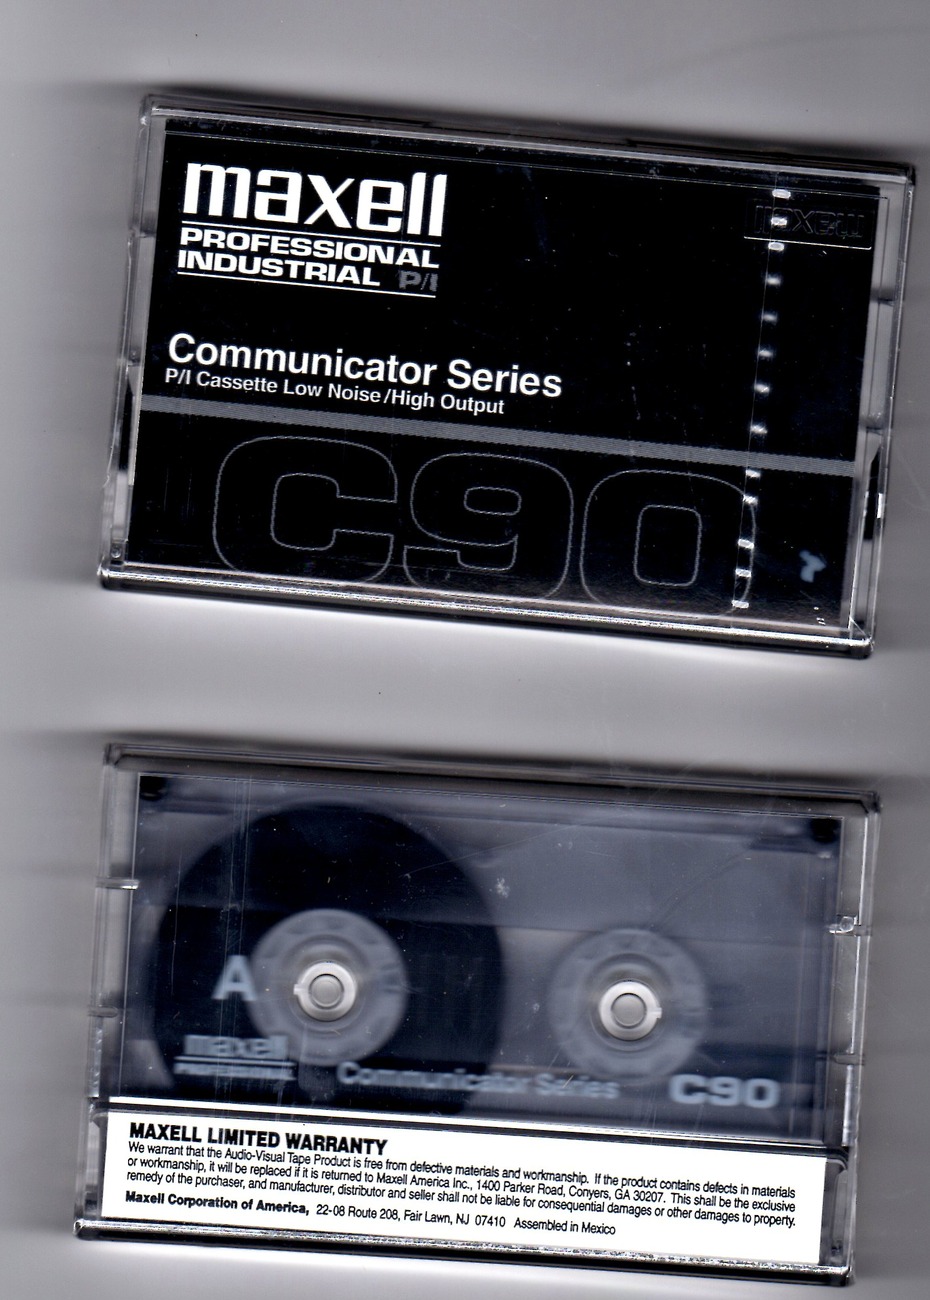 maxell
PROFESSIONAL
INDUSTRIAL P/I
maxell
Communicator Series
P/I Cassette Low Noise/High Output
C90
A
maxell
PROFESSIONAL
Communicator Series C90
MAXELL LIMITED WARRANTY
We warrant that the Audio-Visual Tape Product is free from defective materials and workmanship. If the product contains defects in materials
or workmanship, it will be replaced if it is returned to Maxell America Inc., 1400 Parker Road, Conyers, GA 30207. This shall be the exclusive
remedy of the purchaser, and manufacturer, distributor and seller shall not be liable for consequential damages or other damages to property.
Maxell Corporation of America, 22-08 Route 208, Fair Lawn, NJ 07410 Assembled in Mexico